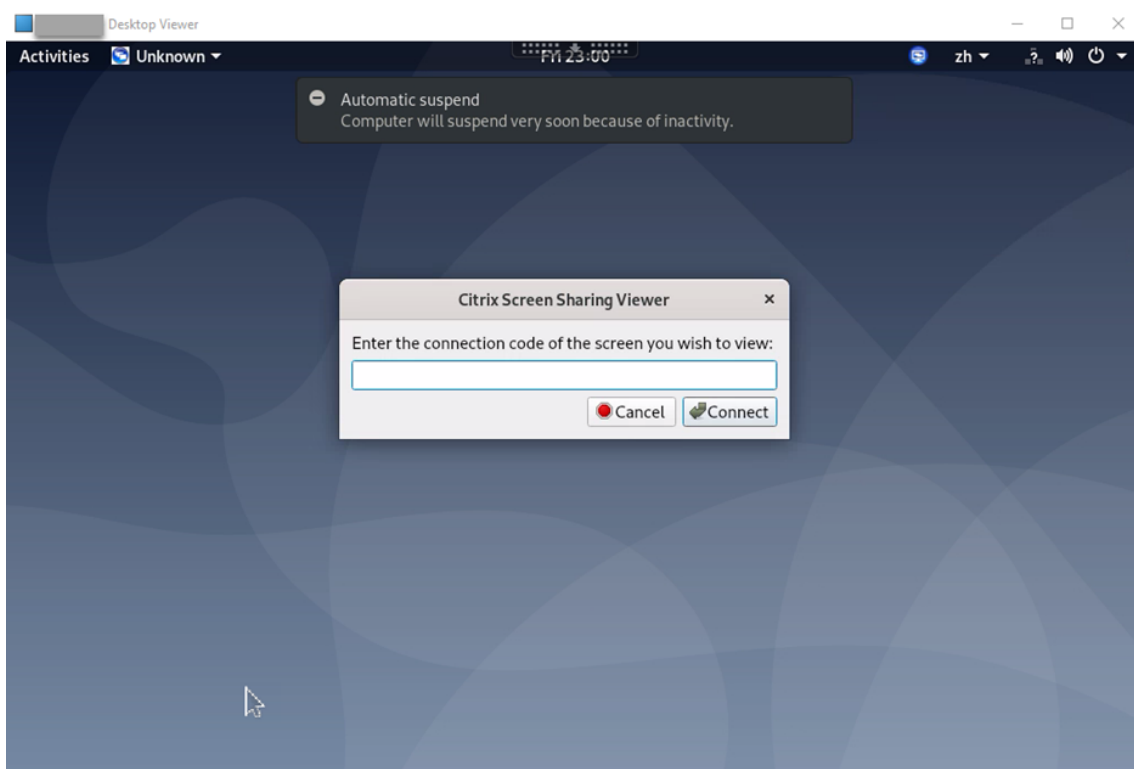 Desktop Viewer
Activities Unknown zh ?
23:00
Automatic suspend
Computer will suspend very soon because of inactivity.
Citrix Screen Sharing Viewer
Enter the connection code of the screen you wish to view:
Cancel Connect